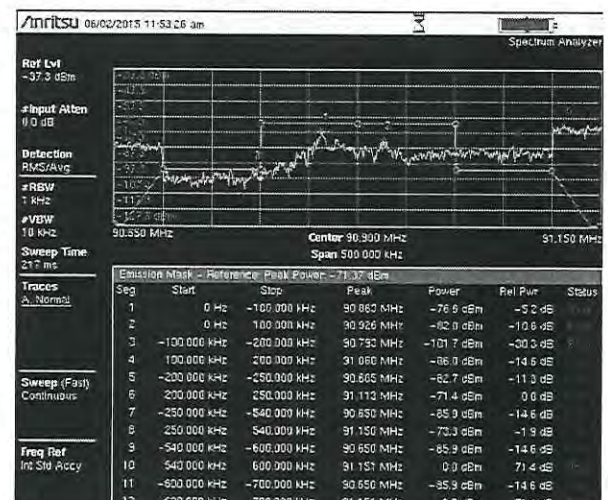 Anritsu 06/02/2015 11:53:26 am
Spectrum Analyzer
Ref Lvl
-37.3 dBm
#Input Atten
0.0 dB
Detection
RMS/Avg
#RBW
1 kHz
#VBW
10 kHz
Sweep Time
217 ms
Traces
A: Normal
Sweep (Fast)
Continuous
Freq Ref
Int Std Accy
90.650 MHz
Center 90.900 MHz
91.150 MHz
Span 500.000 kHz
Emission Mask - Reference: Peak Power: -71.37 dBm
Seg Start Stop Peak Power Rel Pwr Status
1 0 Hz -100.000 kHz 90.863 MHz -76.6 dBm -5.2 dB
2 0 Hz 100.000 kHz 90.926 MHz -82.0 dBm -10.6 dB
3 -100.000 kHz -200.000 kHz 90.793 MHz -101.7 dBm -30.3 dB
4 100.000 kHz 200.000 kHz 91.060 MHz -86.0 dBm -14.6 dB
5 -200.000 kHz -250.000 kHz 90.665 MHz -82.7 dBm -11.3 dB
6 200.000 kHz 250.000 kHz 91.113 MHz -71.4 dBm 0.0 dB
7 -250.000 kHz -540.000 kHz 90.650 MHz -85.9 dBm -14.6 dB
8 250.000 kHz 540.000 kHz 91.150 MHz -73.3 dBm -1.9 dB
9 -540.000 kHz -600.000 kHz 90.650 MHz -85.9 dBm -14.6 dB
10 540.000 kHz 600.000 kHz 91.151 MHz 0.0 dBm 71.4 dB
11 -600.000 kHz -700.000 kHz 90.650 MHz -85.9 dBm -14.6 dB